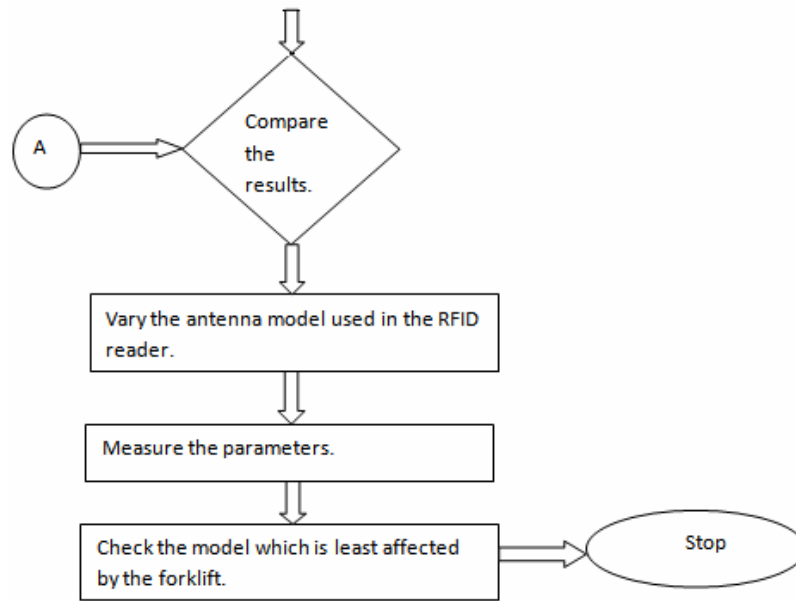 A
Compare
the
results.
Vary the antenna model used in the RFID
reader.
Measure the parameters.
Check the model which is least affected
by the forklift.
Stop